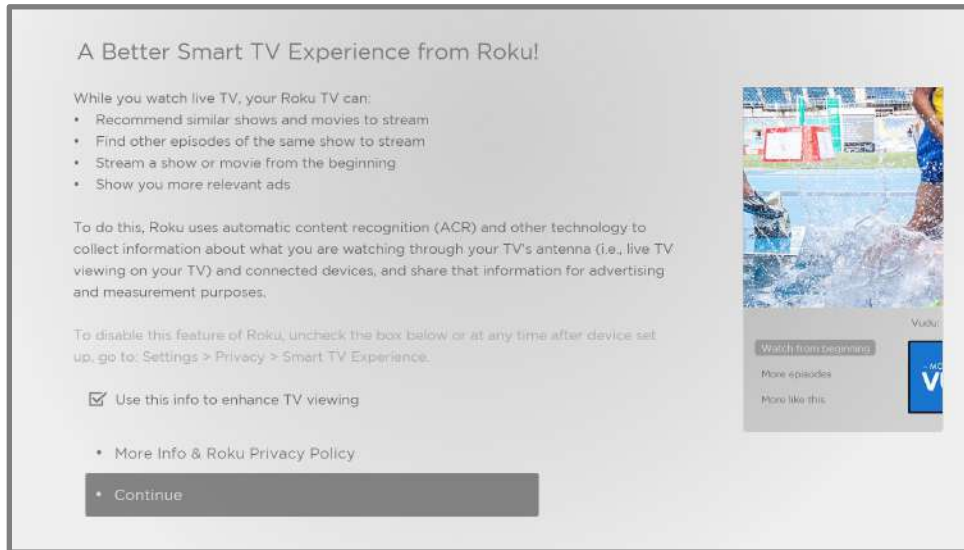 A Better Smart TV Experience from Roku!
While you watch live TV, your Roku TV can:
• Recommend similar shows and movies to stream
• Find other episodes of the same show to stream
• Stream a show or movie from the beginning
• Show you more relevant ads
To do this, Roku uses automatic content recognition (ACR) and other technology to
collect information about what you are watching through your TV's antenna (i.e., live TV
viewing on your TV) and connected devices, and share that information for advertising
and measurement purposes.
To disable this feature of Roku, uncheck the box below or at any time after device set
up, go to: Settings > Privacy > Smart TV Experience.
Use this info to enhance TV viewing
• More Info & Roku Privacy Policy
• Continue
Vudu:
Watch from beginning
More episodes
More like this